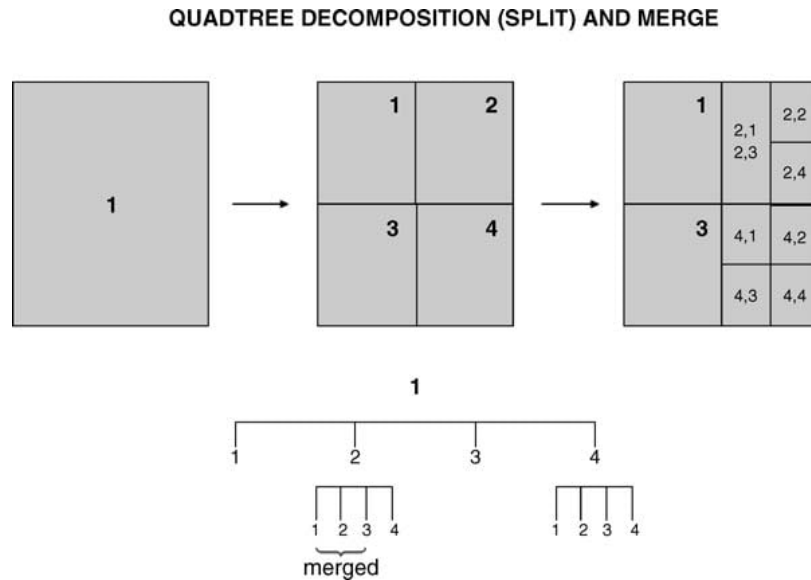 QUADTREE DECOMPOSITION (SPLIT) AND MERGE
1
1 2
3 4
1 2,1 2,3 2,2
2,4
3 4,1 4,2
4,3 4,4
1
1 2 3 4
1 2 3 4 1 2 3 4
merged